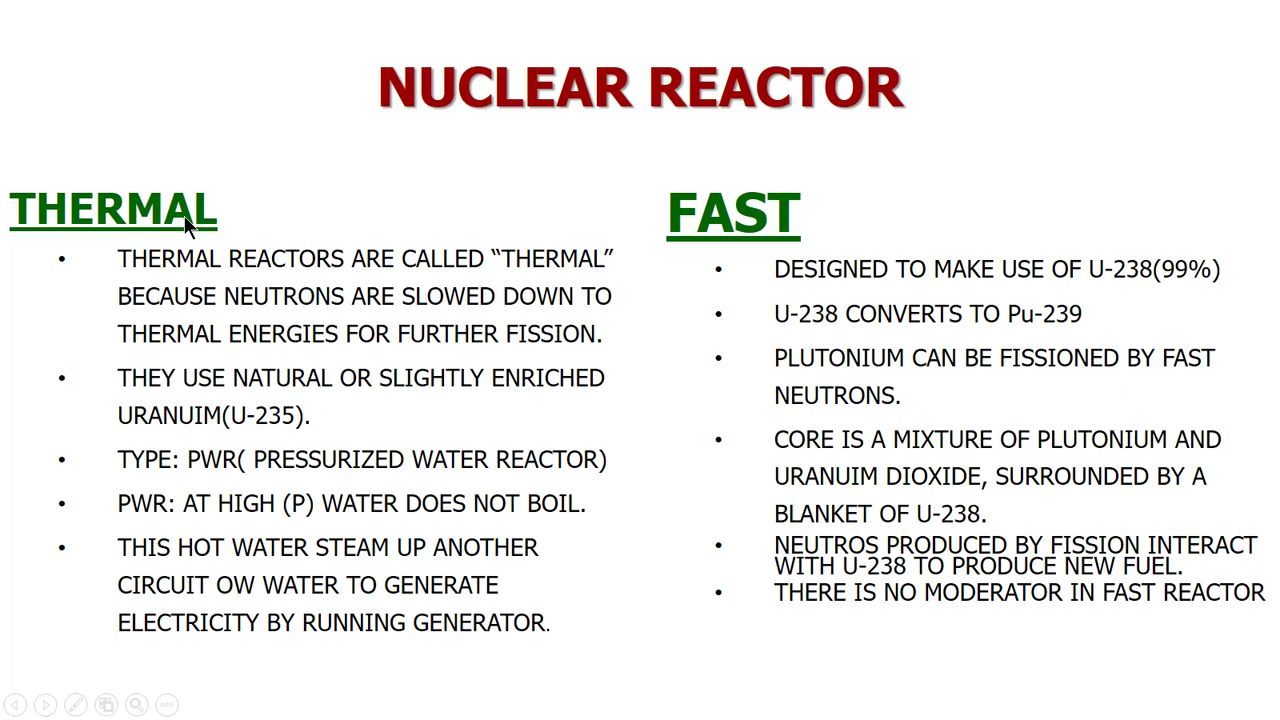 NUCLEAR REACTOR
THERMAL
• THERMAL REACTORS ARE CALLED “THERMAL”
BECAUSE NEUTRONS ARE SLOWED DOWN TO
THERMAL ENERGIES FOR FURTHER FISSION.
• THEY USE NATURAL OR SLIGHTLY ENRICHED
URANUIM(U-235).
• TYPE: PWR( PRESSURIZED WATER REACTOR)
• PWR: AT HIGH (P) WATER DOES NOT BOIL.
• THIS HOT WATER STEAM UP ANOTHER
CIRCUIT OW WATER TO GENERATE
ELECTRICITY BY RUNNING GENERATOR.
FAST
• DESIGNED TO MAKE USE OF U-238(99%)
• U-238 CONVERTS TO Pu-239
• PLUTONIUM CAN BE FISSIONED BY FAST
NEUTRONS.
• CORE IS A MIXTURE OF PLUTONIUM AND
URANUIM DIOXIDE, SURROUNDED BY A
BLANKET OF U-238.
• NEUTROS PRODUCED BY FISSION INTERACT
WITH U-238 TO PRODUCE NEW FUEL.
• THERE IS NO MODERATOR IN FAST REACTOR